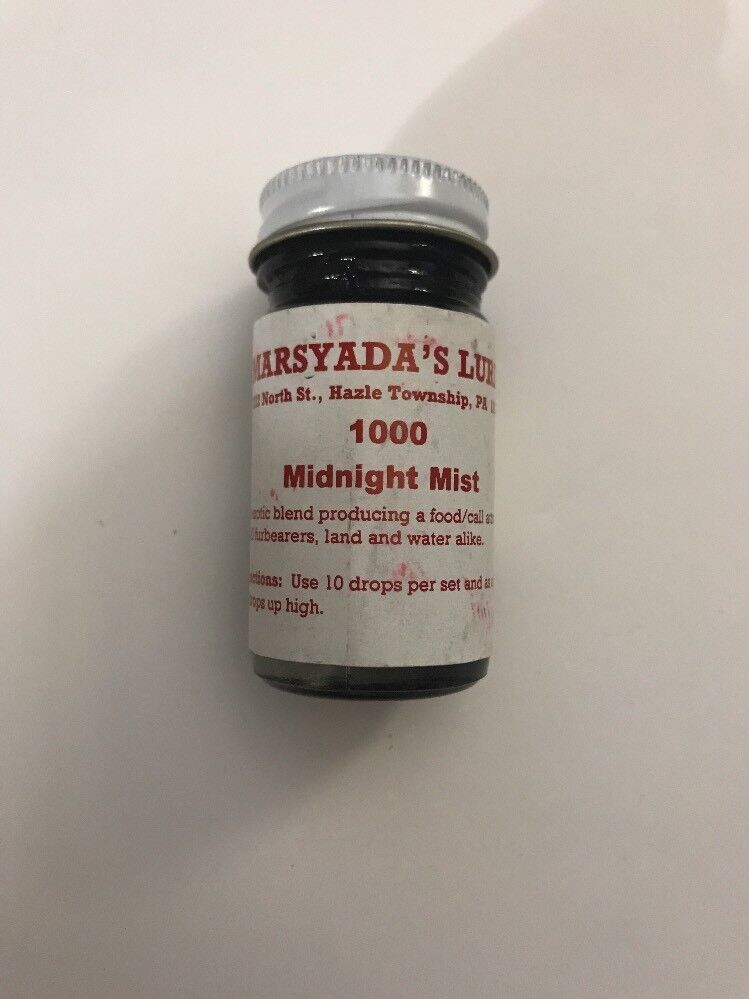 MARSYADA'S LUR
North St., Hazle Township, PA
1000
Midnight Mist
blend producing a food/call
furbearers, land and water alike.
Use 10 drops per set and as
up high.